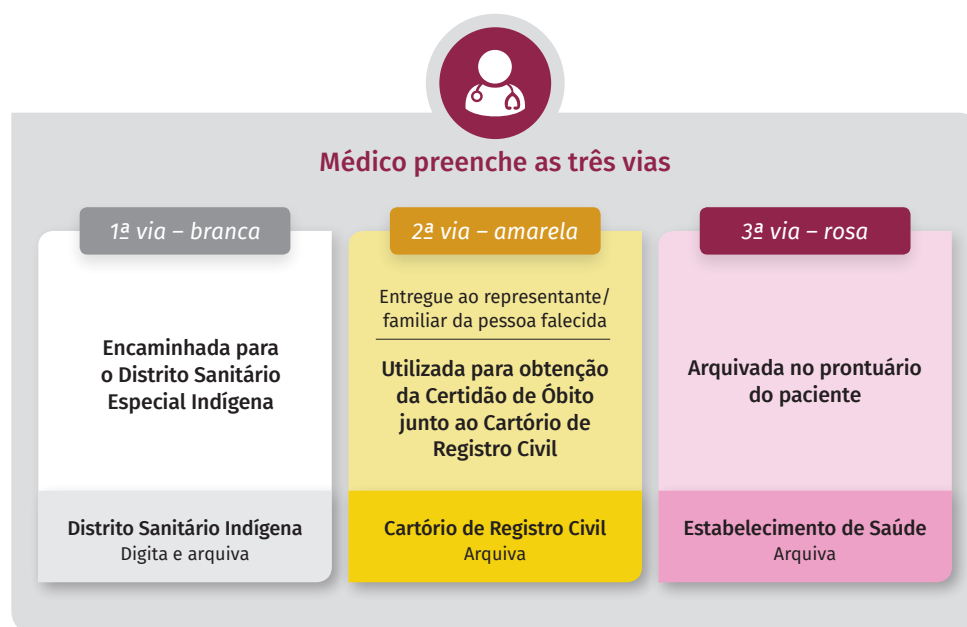 Médico preenche as três vias
1ª via – branca
Encaminhada para
o Distrito Sanitário
Especial Indígena
Distrito Sanitário Indígena
Digita e arquiva
2ª via – amarela
Entregue ao representante/
familiar da pessoa falecida
Utilizada para obtenção
da Certidão de Óbito
junto ao Cartório de
Registro Civil
Cartório de Registro Civil
Arquiva
3ª via – rosa
Arquivada no prontuário
do paciente
Estabelecimento de Saúde
Arquiva